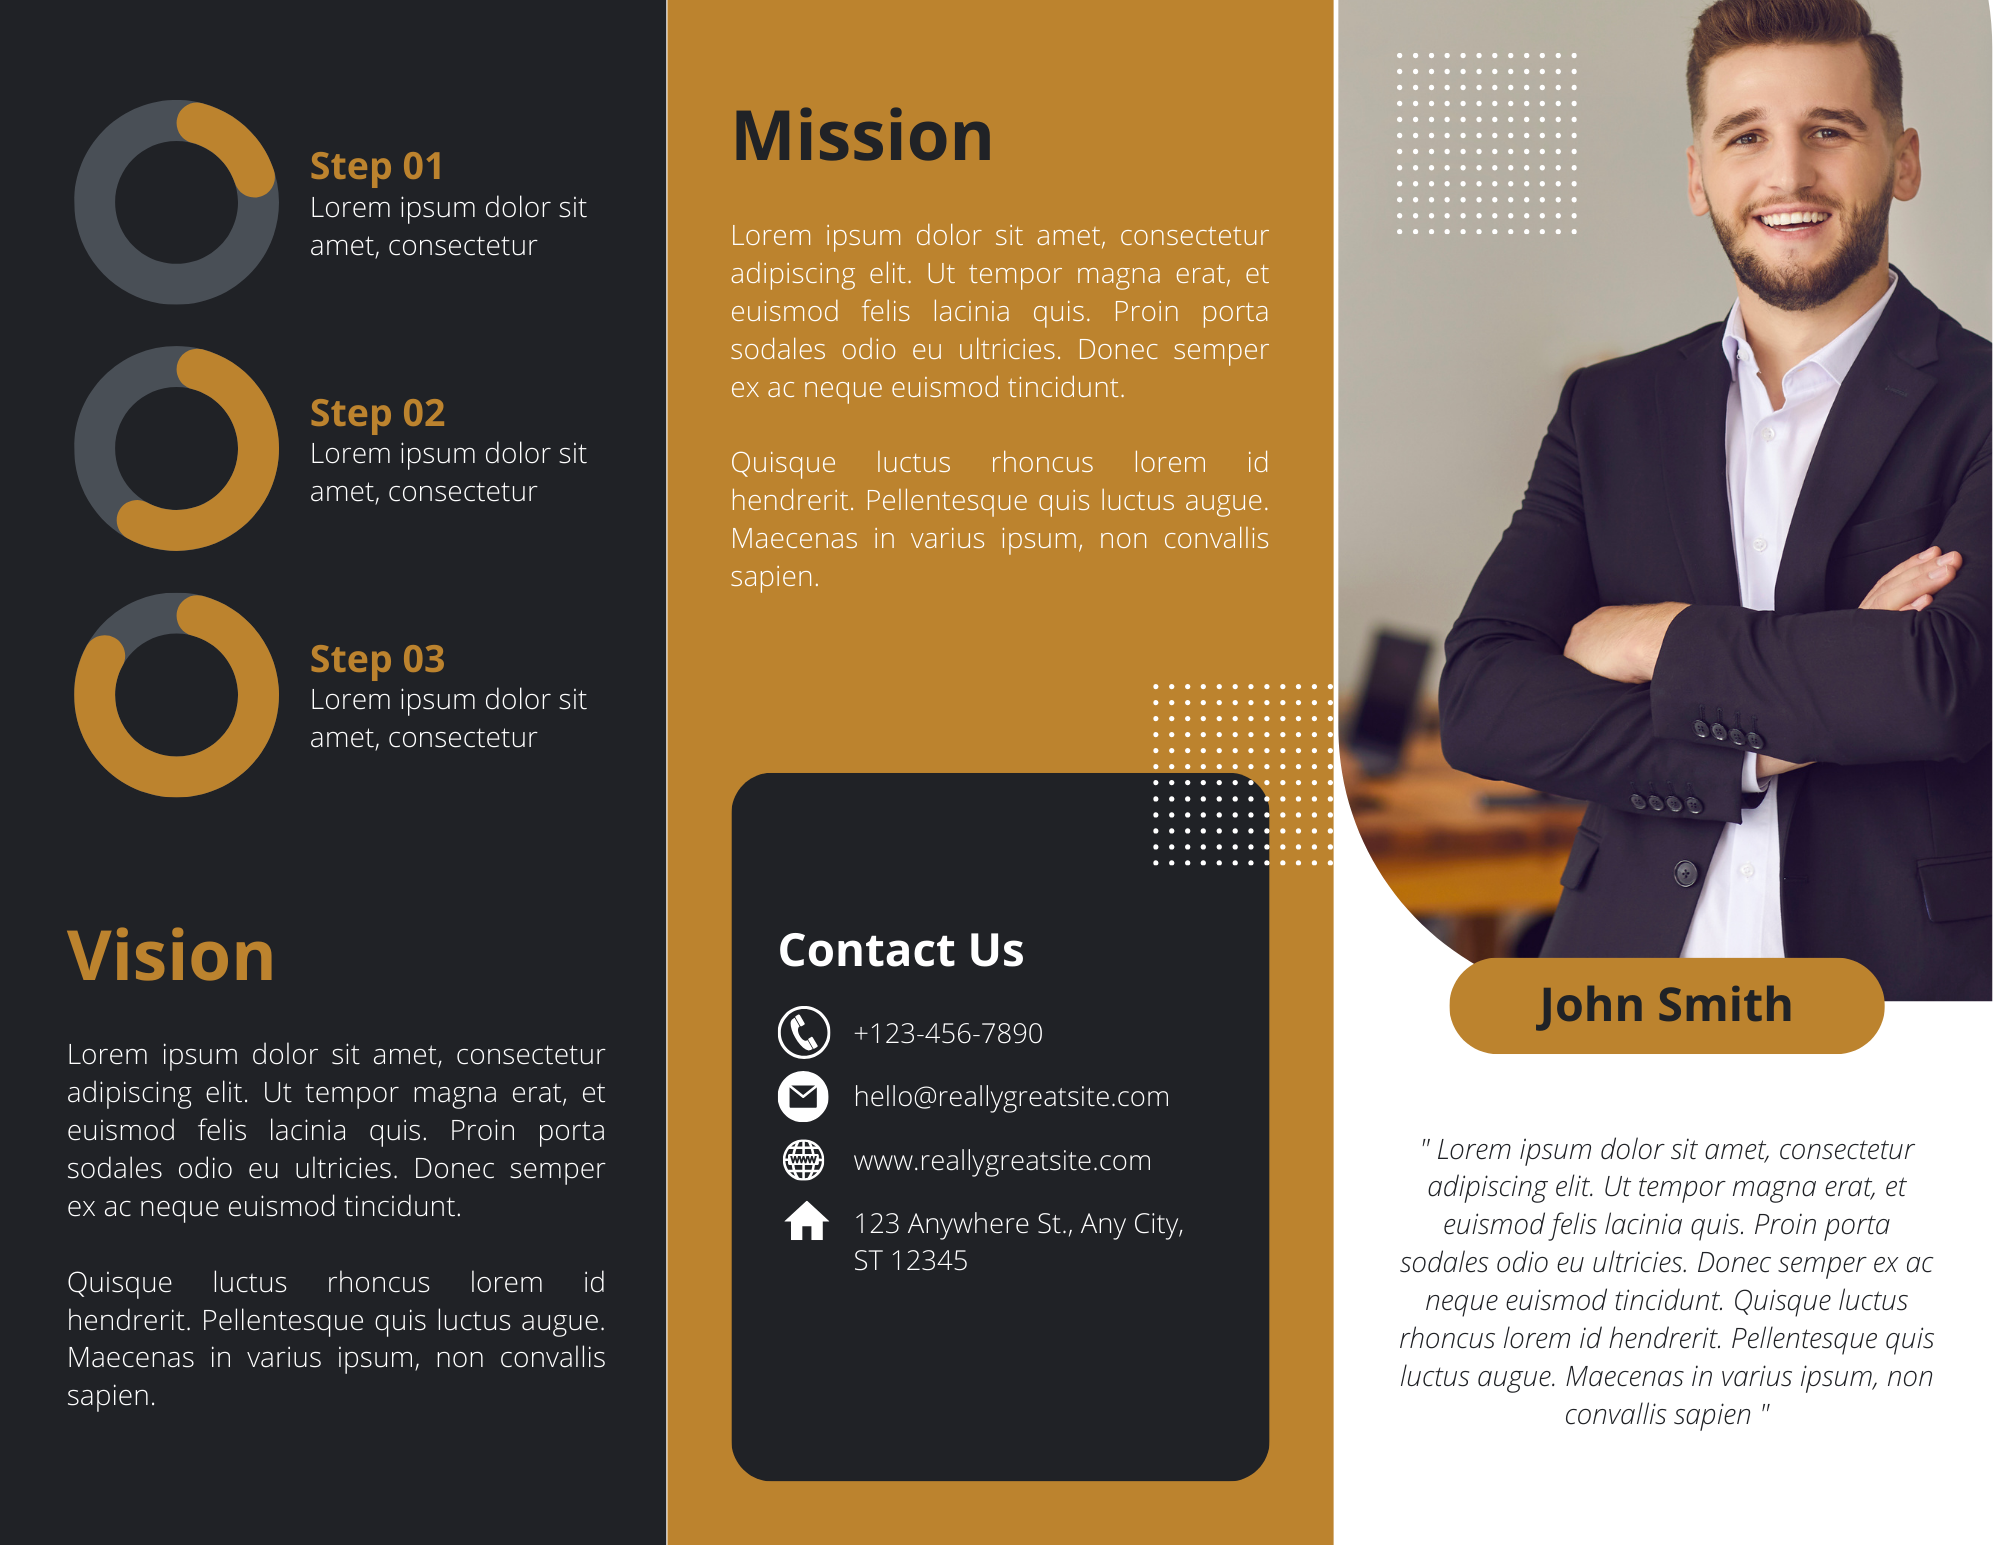 Step 01
Lorem ipsum dolor sit
amet, consectetur
Step 02
Lorem ipsum dolor sit
amet, consectetur
Step 03
Lorem ipsum dolor sit
amet, consectetur
Vision
Lorem ipsum dolor sit amet, consectetur
adipiscing elit. Ut tempor magna erat, et
euismod felis lacinia quis. Proin porta
sodales odio eu ultricies. Donec semper
ex ac neque euismod tincidunt.
Quisque luctus rhoncus lorem id
hendrerit. Pellentesque quis luctus augue.
Maecenas in varius ipsum, non convallis
sapien.
Mission
Lorem ipsum dolor sit amet, consectetur
adipiscing elit. Ut tempor magna erat, et
euismod felis lacinia quis. Proin porta
sodales odio eu ultricies. Donec semper
ex ac neque euismod tincidunt.
Quisque luctus rhoncus lorem id
hendrerit. Pellentesque quis luctus augue.
Maecenas in varius ipsum, non convallis
sapien.
Contact Us
+123-456-7890
hello@reallygreatsite.com
www
www.reallygreatsite.com
123 Anywhere St., Any City,
ST 12345
John Smith
" Lorem ipsum dolor sit amet, consectetur
adipiscing elit. Ut tempor magna erat, et
euismod felis lacinia quis. Proin porta
sodales odio eu ultricies. Donec semper ex ac
neque euismod tincidunt. Quisque luctus
rhoncus lorem id hendrerit. Pellentesque quis
luctus augue. Maecenas in varius ipsum, non
convallis sapien "